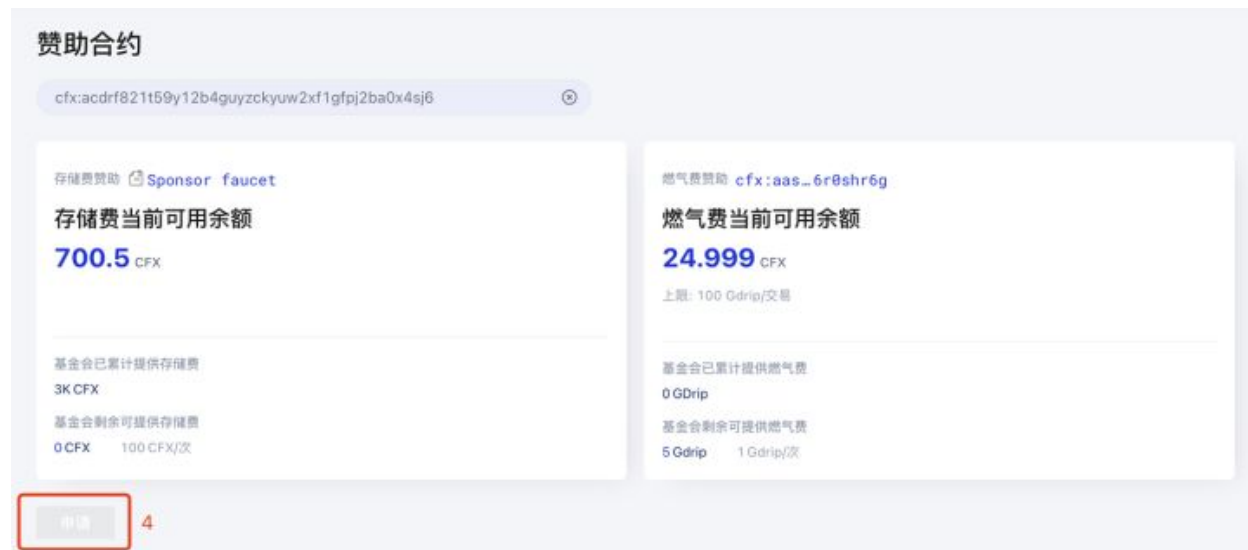 赞助合约
cfx:acdrf821t59y12b4guyzckyuw2xf1gfpj2ba0x4sj6
存储费赞助 Sponsor faucet
存储费当前可用余额
700.5 CFX
基金会已累计提供存储费
3K CFX
基金会剩余可提供存储费
0 CFX 100 CFX/次
燃气费赞助 cfx:aas…6r0shr6g
燃气费当前可用余额
24.999 CFX
上限: 100 Gdrip/交易
基金会已累计提供燃气费
0 GDrip
基金会剩余可提供燃气费
5 Gdrip 1 Gdrip/次
申请 4